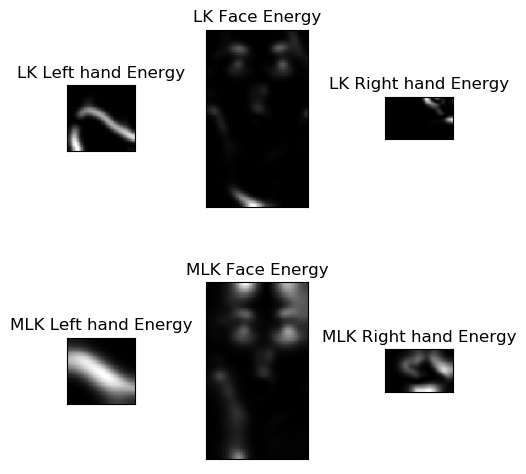 LK Face Energy
LK Left hand Energy
LK Right hand Energy
MLK Face Energy
MLK Left hand Energy
MLK Right hand Energy